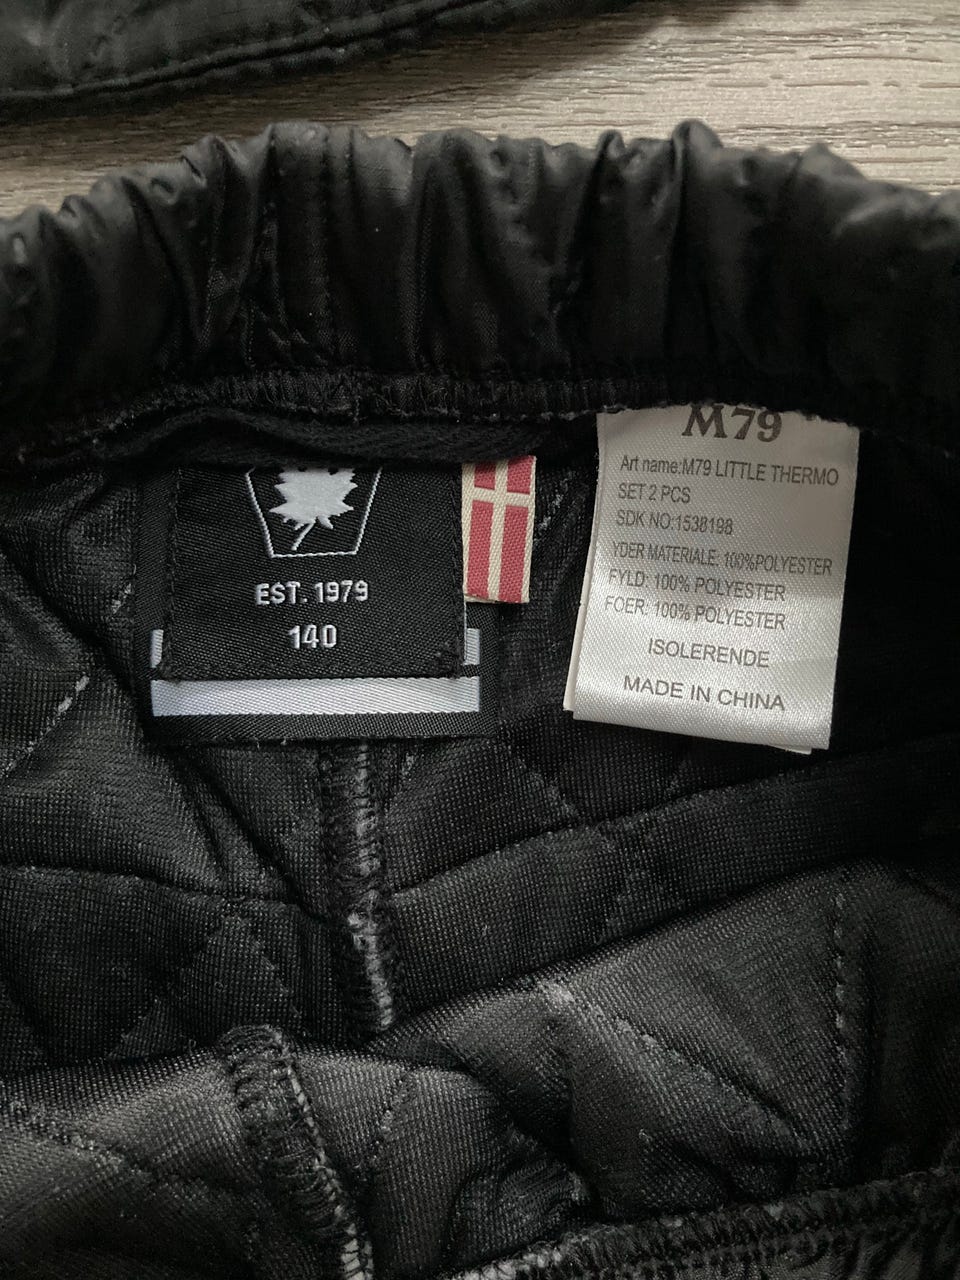 M79
Art name:M79 LITTLE THERMO
SET 2 PCS
SDK NO:1538198
YDER MATERIALE: 100%POLYESTER
FYLD: 100% POLYESTER
FOER: 100% POLYESTER
ISOLERENDE
MADE IN CHINA
EST. 1979
140